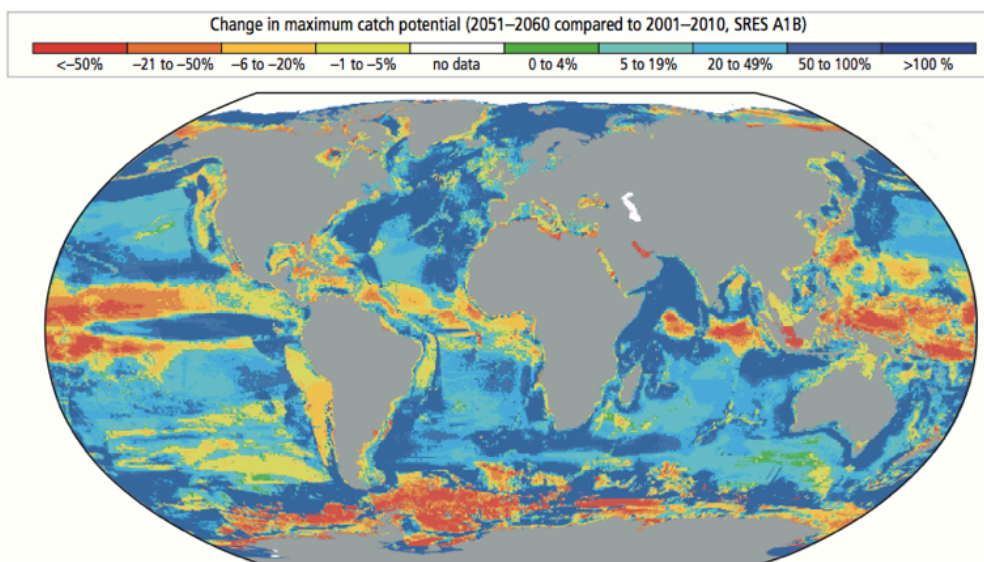 Change in maximum catch potential (2051–2060 compared to 2001–2010, SRES A1B)
<–50% –21 to –50% –6 to –20% –1 to –5% no data 0 to 4% 5 to 19% 20 to 49% 50 to 100% >100 %